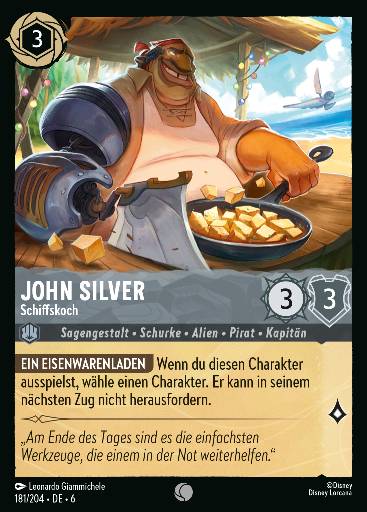 3
JOHN SILVER
Schiffskoch
3
3
Sagengestalt • Schurke • Alien • Pirat • Kapitän
EIN EISENWARENLADEN Wenn du diesen Charakter
ausspielst, wähle einen Charakter. Er kann in seinem
nächsten Zug nicht herausfordern.
„Am Ende des Tages sind es die einfachsten
Werkzeuge, die einem in der Not weiterhelfen.“
Leonardo Giammichele
181/204 • DE • 6
©Disney
Disney Lorcana